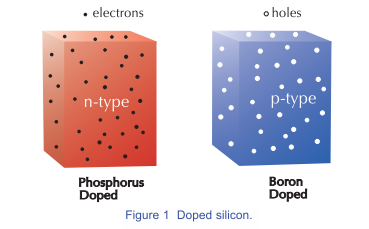 electrons
holes
n-type
p-type
Phosphorus
Doped
Boron
Doped
Figure 1 Doped silicon.